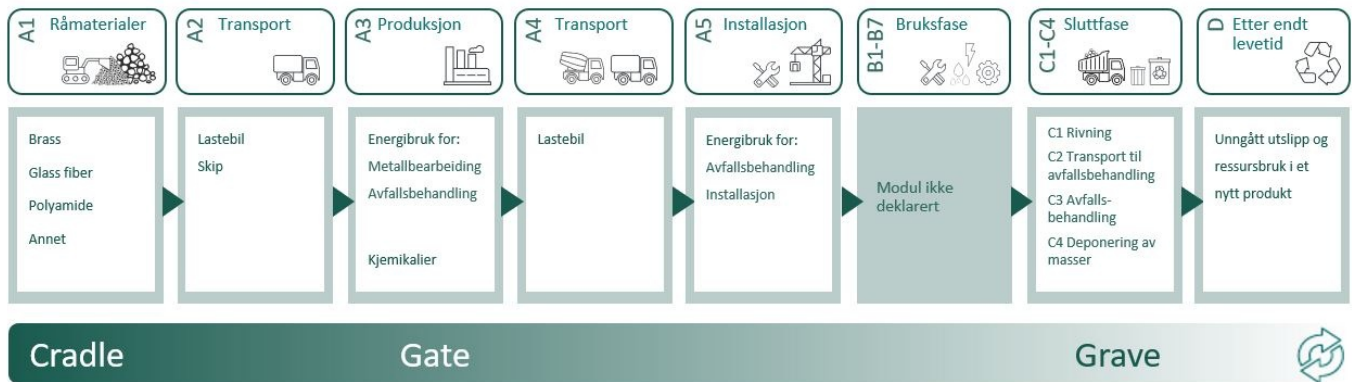 A1 Råmaterialer
A2 Transport
A3 Produksjon
A4 Transport
A5 Installasjon
B1-B7 Bruksfase
C1-C4 Sluttfase
D Etter endt
levetid
Brass
Glass fiber
Polyamide
Annet
Lastebil
Skip
Energibruk for:
Metallbearbeiding
Avfallsbehandling
Kjemikalier
Lastebil
Energibruk for:
Avfallsbehandling
Installasjon
Modul ikke
deklarert
C1 Rivning
C2 Transport til
avfallsbehandling
C3 Avfalls-
behandling
C4 Deponering av
masser
Unngått utslipp og
ressursbruk i et
nytt produkt
Cradle
Gate
Grave